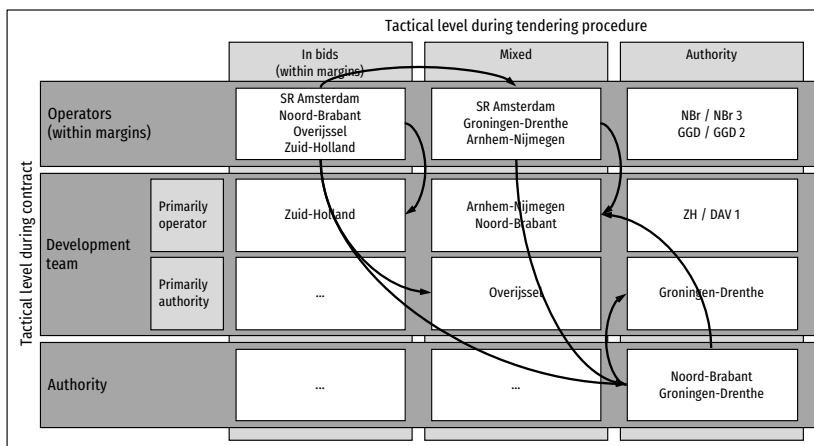 Tactical level during tendering procedure
In bids
(within margins)
Mixed
Authority
Tactical level during contract
Operators
(within margins)
SR Amsterdam
Noord-Brabant
Overijssel
Zuid-Holland
SR Amsterdam
Groningen-Drenthe
Arnhem-Nijmegen
NBr / NBr 3
GGD / GGD 2
Development
team
Primarily
operator
Zuid-Holland
Arnhem-Nijmegen
Noord-Brabant
ZH / DAV 1
Primarily
authority
...
Overijssel
Groningen-Drenthe
Authority
...
...
Noord-Brabant
Groningen-Drenthe